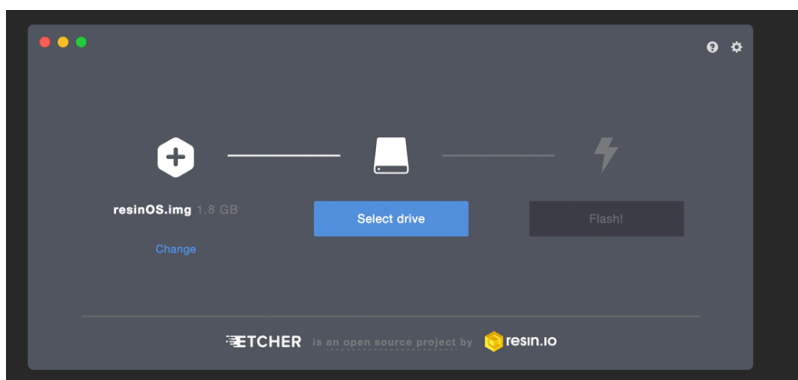 resinOS.img 1.8 GB
Select drive
Flash!
Change
ETCHER is an open source project by resin.io